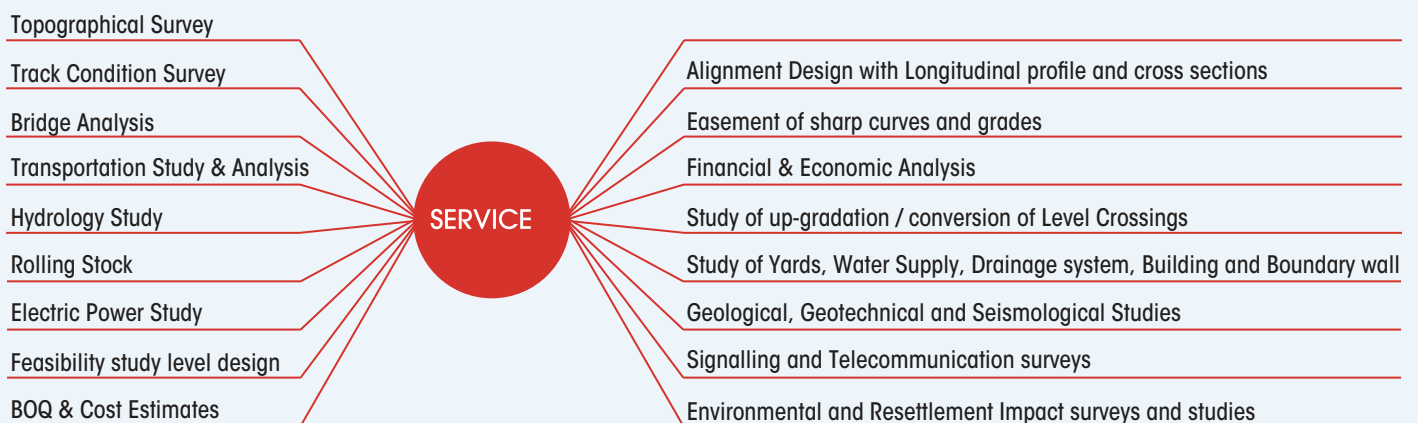 Topographical Survey
Track Condition Survey
Bridge Analysis
Transportation Study & Analysis
Hydrology Study
Rolling Stock
Electric Power Study
Feasibility study level design
BOQ & Cost Estimates
SERVICE
Alignment Design with Longitudinal profile and cross sections
Easement of sharp curves and grades
Financial & Economic Analysis
Study of up-gradation / conversion of Level Crossings
Study of Yards, Water Supply, Drainage system, Building and Boundary wall
Geological, Geotechnical and Seismological Studies
Signalling and Telecommunication surveys
Environmental and Resettlement Impact surveys and studies